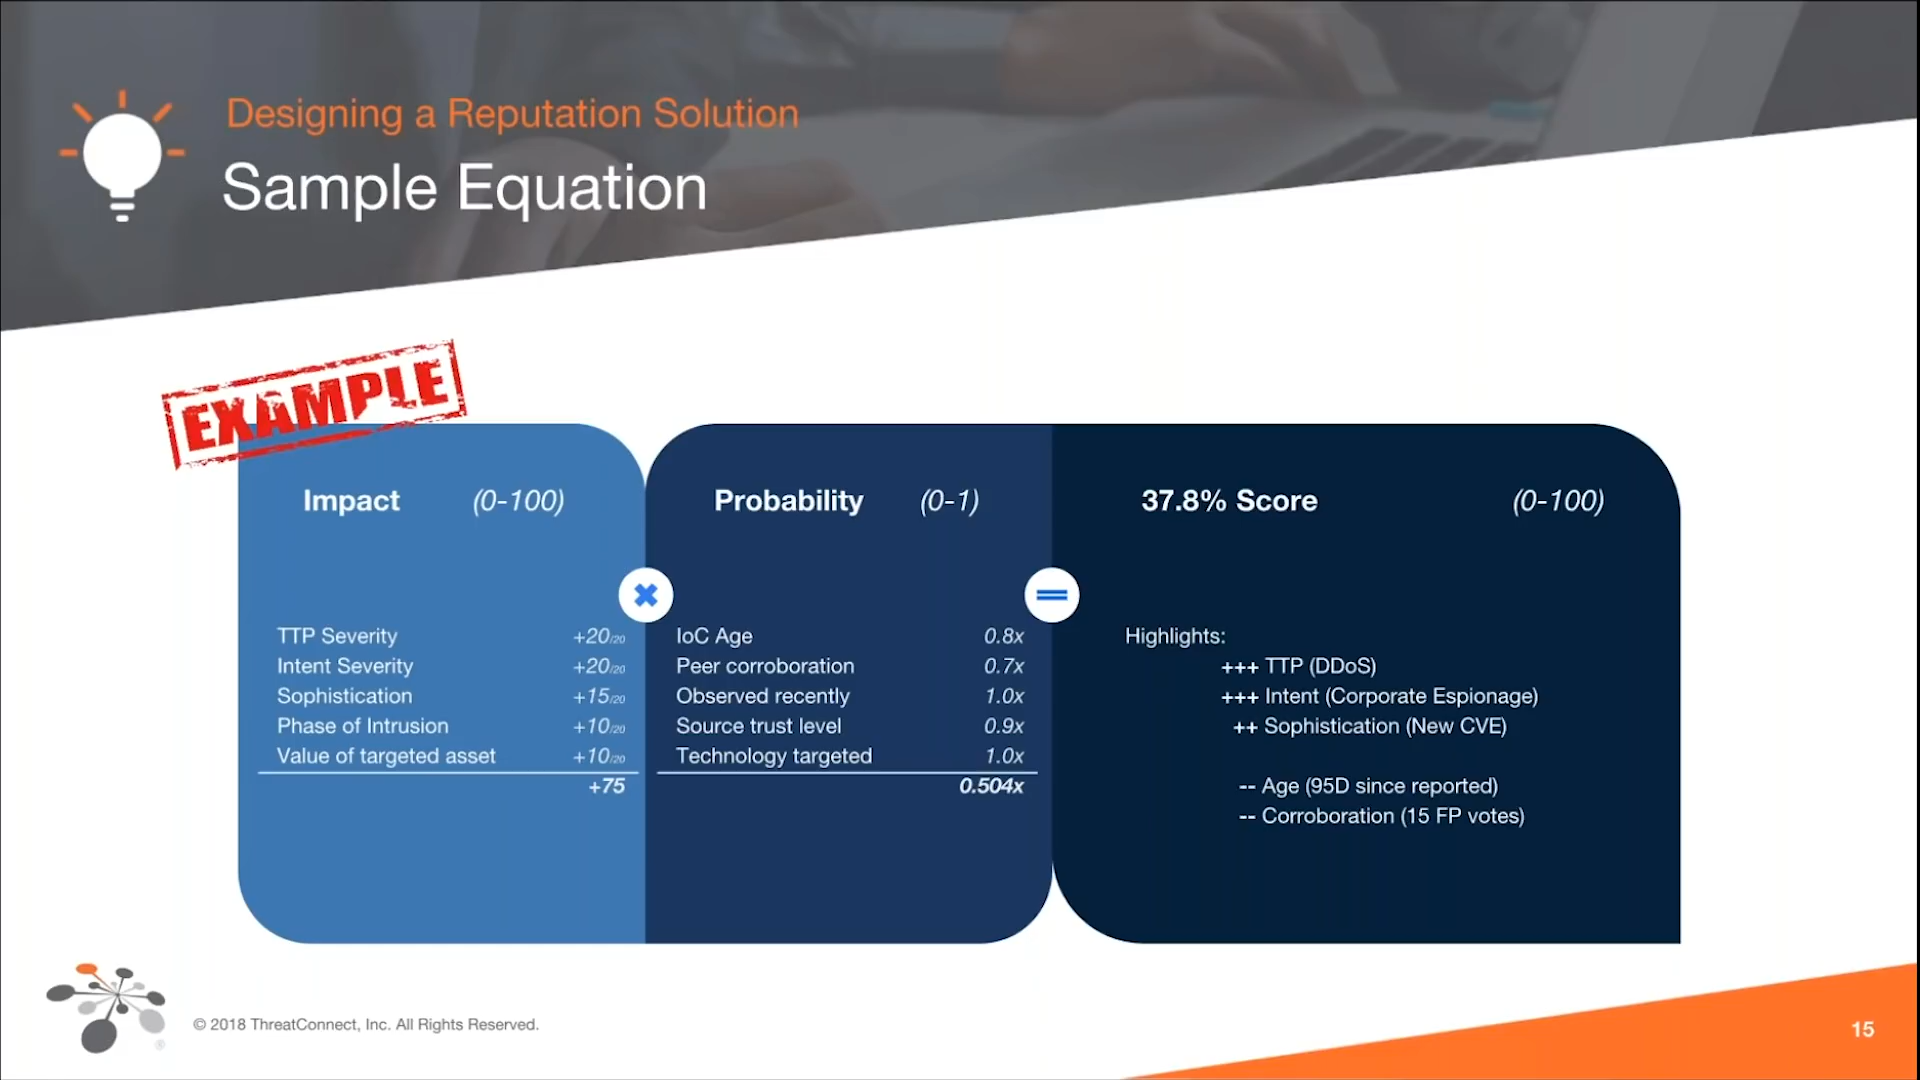 Designing a Reputation Solution
Sample Equation
EXAMPLE
Impact (0-100)
TTP Severity +20/20
Intent Severity +20/20
Sophistication +15/20
Phase of Intrusion +10/20
Value of targeted asset +10/20
+75
Probability (0-1)
IoC Age 0.8x
Peer corroboration 0.7x
Observed recently 1.0x
Source trust level 0.9x
Technology targeted 1.0x
0.504x
37.8% Score (0-100)
Highlights:
+++ TTP (DDoS)
+++ Intent (Corporate Espionage)
++ Sophistication (New CVE)
-- Age (95D since reported)
-- Corroboration (15 FP votes)
© 2018 ThreatConnect, Inc. All Rights Reserved.
15